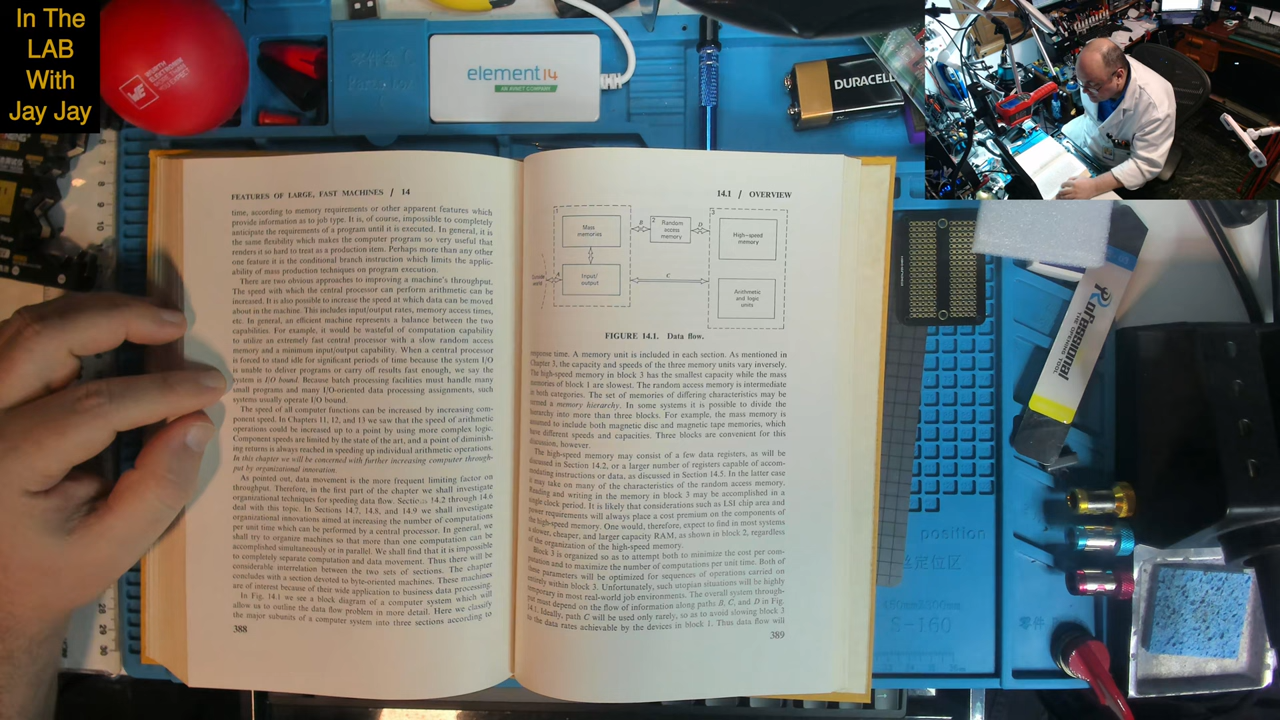 In The
LAB
With
Jay Jay
WURTH
ELEKTRONIK
element14
AN AVNET COMPANY
DURACELL
FEATURES OF LARGE, FAST MACHINES / 14
time, according to memory requirements or other apparent features which
provide information as to job type. It is, of course, impossible to completely
anticipate the requirements of a program until it is executed. In general, it is
the same flexibility which makes the computer program so very useful that
renders it so hard to treat as a production item. Perhaps more than any other
one feature it is the conditional branch instruction which limits the applic-
ability of mass production techniques on program execution.
There are two obvious approaches to improving a machine's throughput.
The speed with which the central processor can perform arithmetic can be
increased. It is also possible to increase the speed at which data can be moved
about in the machine. This includes input/output rates, memory access times,
etc. In general, an efficient machine represents a balance between the two
capabilities. For example, it would be wasteful of computation capability
to utilize an extremely fast central processor with a slow random access
memory and a minimum input/output capability. When a central processor
is forced to stand idle for significant periods of time because the system I/O
is unable to deliver programs or carry off results fast enough, we say the
system is I/O bound. Because batch processing facilities must handle many
small programs and many I/O-oriented data processing assignments, such
systems usually operate I/O bound.
The speed of all computer functions can be increased by increasing com-
ponent speed. In Chapters 11, 12, and 13 we saw that the speed of arithmetic
operations could be increased up to a point by using more complex logic.
Component speeds are limited by the state of the art, and a point of diminish-
ing returns is always reached in speeding up individual arithmetic operations.
In this chapter we will be concerned with further increasing computer through-
put by organizational innovation.
As pointed out, data movement is the more frequent limiting factor on
throughput. Therefore, in the first part of the chapter we shall investigate
organizational techniques for speeding data flow. Sections 14.2 through 14.6
deal with this topic. In Sections 14.7, 14.8, and 14.9 we shall investigate
organizational innovations aimed at increasing the number of computations
per unit time which can be performed by a central processor. In general, we
shall try to organize machines so that more than one computation can be
accomplished simultaneously or in parallel. We shall find that it is impossible
to completely separate computation and data movement. Thus there will be
considerable interrelation between the two sets of sections. The chapter
concludes with a section devoted to byte-oriented machines. These machines
are of interest because of their wide application to business data processing.
In Fig. 14.1 we see a block diagram of a computer system which will
allow us to outline the data flow problem in more detail. Here we classify
the major subunits of a computer system into three sections according to
388
14.1 / OVERVIEW
1
Mass
memories
Input/
output
Outside
world
A
B
2
Random
access
memory
D
3
High-speed
memory
C
Arithmetic
and logic
units
FIGURE 14.1. Data flow.
response time. A memory unit is included in each section. As mentioned in
Chapter 3, the capacity and speeds of the three memory units vary inversely.
The high-speed memory in block 3 has the smallest capacity while the mass
memories of block 1 are slowest. The random access memory is intermediate
in both categories. The set of memories of differing characteristics may be
termed a memory hierarchy. In some systems it is possible to divide the
hierarchy into more than three blocks. For example, the mass memory is
assumed to include both magnetic disc and magnetic tape memories, which
have different speeds and capacities. Three blocks are convenient for this
discussion, however.
The high-speed memory may consist of a few data registers, as will be
discussed in Section 14.2, or a larger number of registers capable of accom-
modating instructions or data, as discussed in Section 14.5. In the latter case
it may take on many of the characteristics of the random access memory.
Reading and writing in the memory in block 3 may be accomplished in a
single clock period. It is likely that considerations such as LSI chip area and
power requirements will always place a cost premium on the components of
the high-speed memory. One would, therefore, expect to find in most systems
a slower, cheaper, and larger capacity RAM, as shown in block 2, regardless
of the organization of the high-speed memory.
Block 3 is organized so as to attempt both to minimize the cost per com-
putation and to maximize the number of computations per unit time. Both of
these parameters will be optimized for sequences of operations carried on
entirely within block 3. Unfortunately, such utopian situations will be highly
temporary in most real-world job environments. The overall system through-
put must depend on the flow of information along paths B, C, and D in Fig.
14.1. Ideally, path C will be used only rarely, so as to avoid slowing block 3
to the data rates achievable by the devices in block 1. Thus data flow will
389
RoFessional
THE OPENING TOOL
position
定位区
S-160
零件